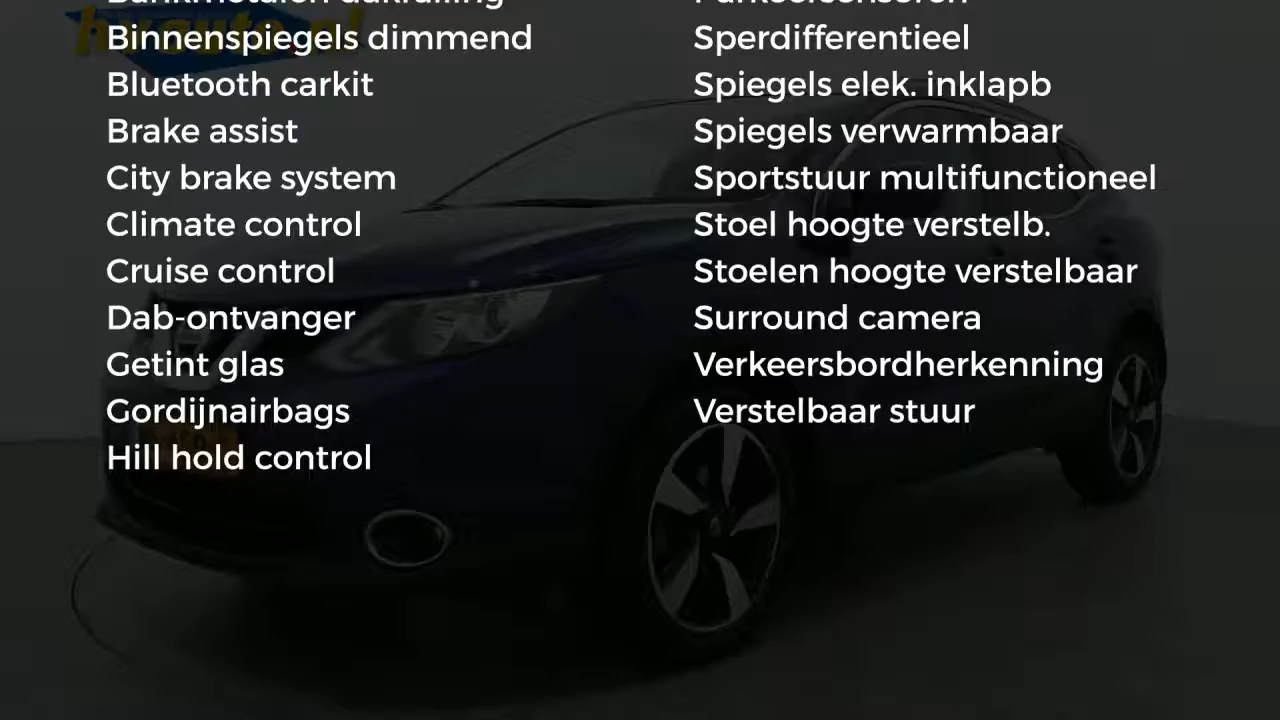 Binnenspiegels dimmend
Bluetooth carkit
Brake assist
City brake system
Climate control
Cruise control
Dab-ontvanger
Getint glas
Gordijnairbags
Hill hold control
Parkeersensoren
Sperdifferentieel
Spiegels elek. inklapb
Spiegels verwarmbaar
Sportstuur multifunctioneel
Stoel hoogte verstelb.
Stoelen hoogte verstelbaar
Surround camera
Verkeersbordherkenning
Verstelbaar stuur